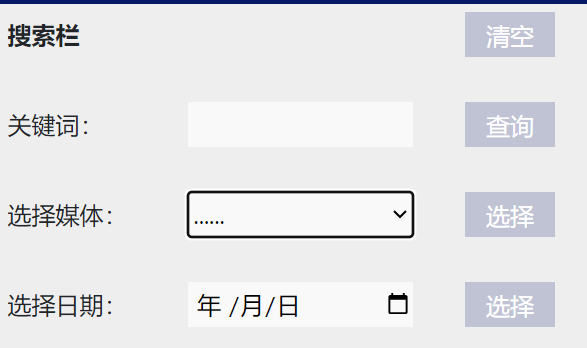 搜索栏 清空
关键词： 查询
选择媒体： …… 选择
选择日期： 年 /月/日 选择